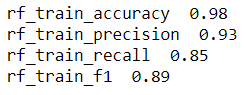 rf_train_accuracy 0.98
rf_train_precision 0.93
rf_train_recall 0.85
rf_train_f1 0.89